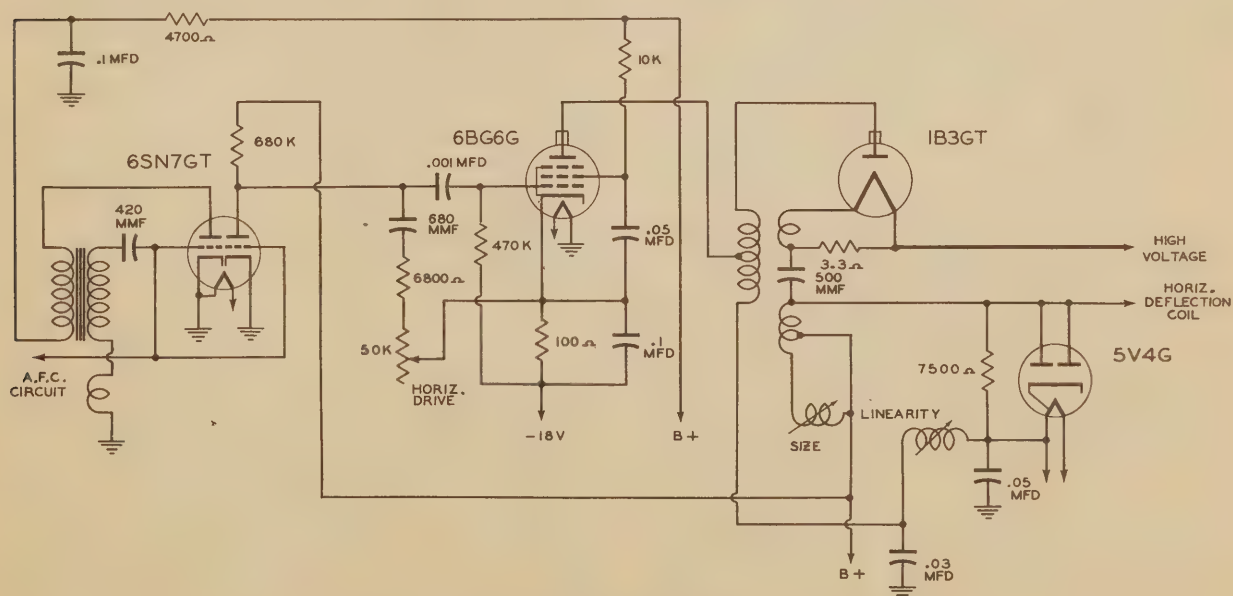 4700Ω
.1 MFD
10K
6BG6G
1B3GT
6SN7GT
680K
.001 MFD
420
MMF
680
MMF
470K
.05
MFD
6800Ω
3.3Ω
500
MMF
HIGH
VOLTAGE
HORIZ.
DEFLECTION
COIL
50K
100Ω
.1
MFD
7500Ω
5V4G
A.F.C.
CIRCUIT
HORIZ.
DRIVE
LINEARITY
-18V
B+
SIZE
.05
MFD
B+
.03
MFD